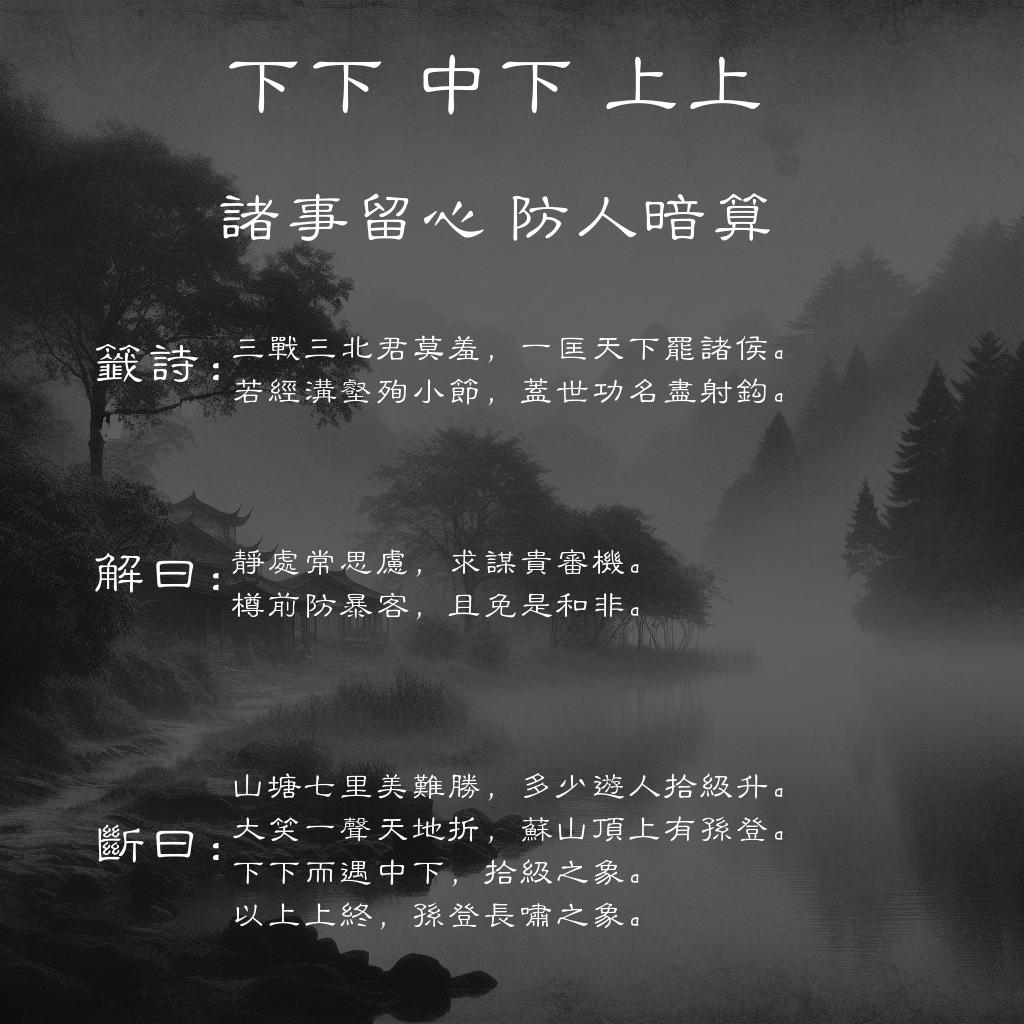 下下 中下 上上
諸事留心 防人暗算
籤詩：
三戰三北君莫羞，一匡天下罷諸侯。
若經溝壑殉小節，蓋世功名盡射鈎。
解曰：
靜處常思慮，求謀貴審機。
樽前防暴客，且免是和非。
斷曰：
山塘七里美難勝，多少遊人拾級升。
大笑一聲天地折，蘇山頂上有孫登。
下下而遇中下，拾級之象。
以上上終，孫登長嘯之象。